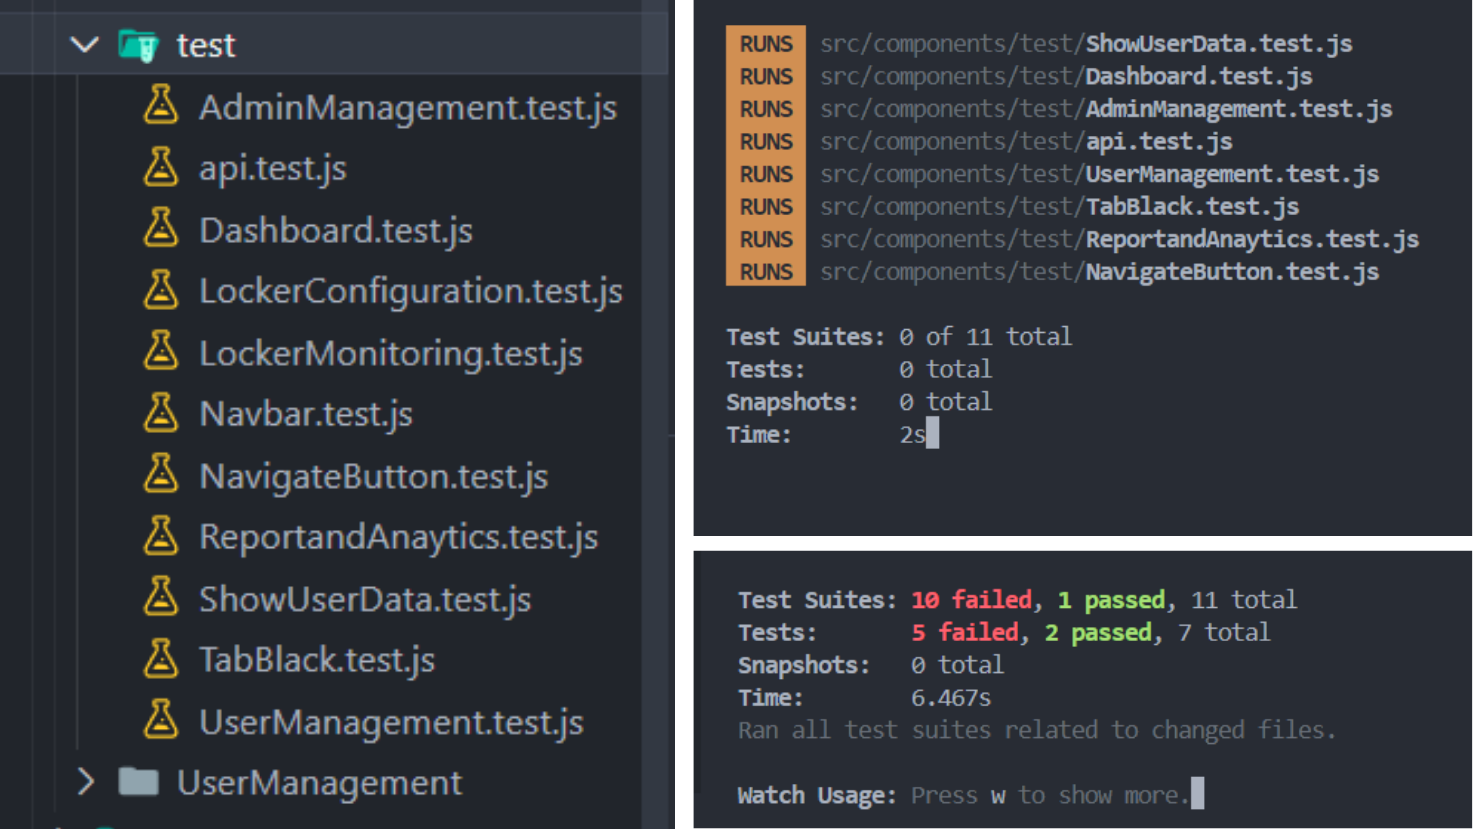 test
AdminManagement.test.js
api.test.js
Dashboard.test.js
LockerConfiguration.test.js
LockerMonitoring.test.js
Navbar.test.js
NavigateButton.test.js
ReportandAnaytics.test.js
ShowUserData.test.js
TabBlack.test.js
UserManagement.test.js
UserManagement
RUNS src/components/test/ShowUserData.test.js
RUNS src/components/test/Dashboard.test.js
RUNS src/components/test/AdminManagement.test.js
RUNS src/components/test/api.test.js
RUNS src/components/test/UserManagement.test.js
RUNS src/components/test/TabBlack.test.js
RUNS src/components/test/ReportandAnaytics.test.js
RUNS src/components/test/NavigateButton.test.js
Test Suites: 0 of 11 total
Tests: 0 total
Snapshots: 0 total
Time: 2s
Test Suites: 10 failed, 1 passed, 11 total
Tests: 5 failed, 2 passed, 7 total
Snapshots: 0 total
Time: 6.467s
Ran all test suites related to changed files.
Watch Usage: Press w to show more.